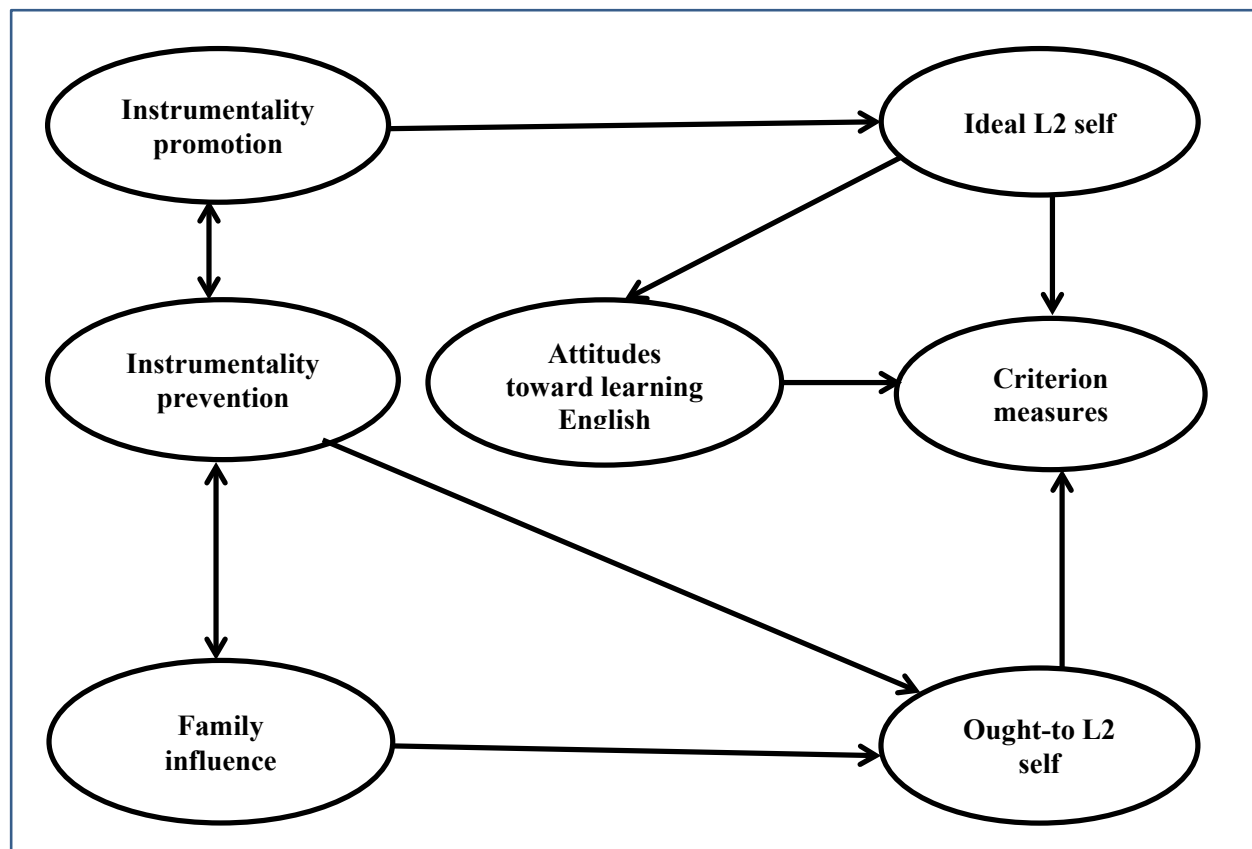 Instrumentality
promotion
Ideal L2 self
Instrumentality
prevention
Attitudes
toward learning
English
Criterion
measures
Family
influence
Ought-to L2
self